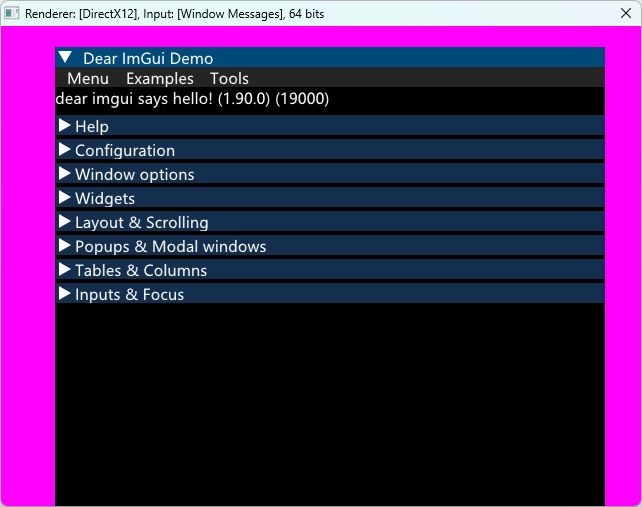 Renderer: [DirectX12], Input: [Window Messages], 64 bits
Dear ImGui Demo
Menu Examples Tools
dear imgui says hello! (1.90.0) (19000)
Help
Configuration
Window options
Widgets
Layout & Scrolling
Popups & Modal windows
Tables & Columns
Inputs & Focus